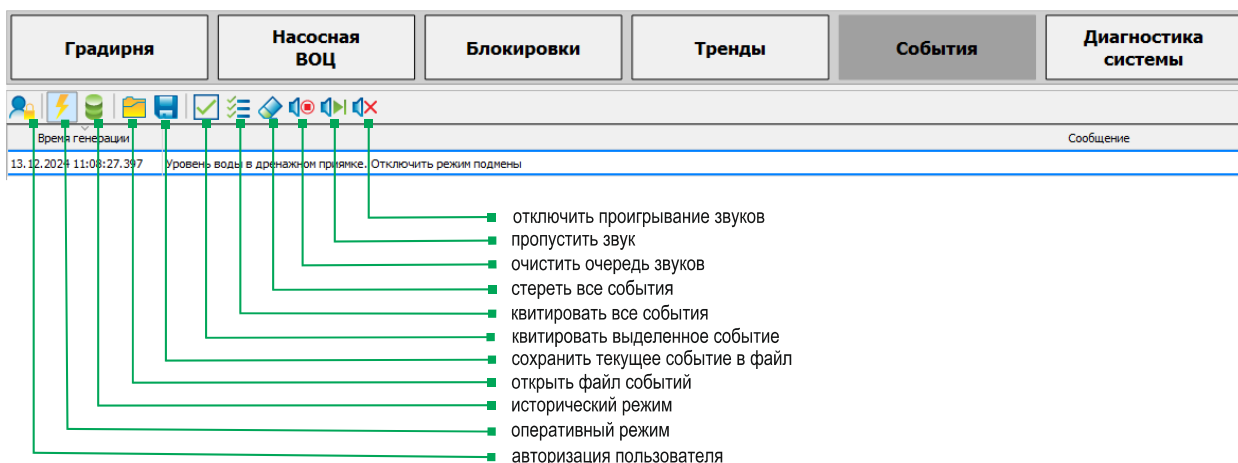 Градирня
Насосная
ВОЦ
Блокировки
Тренды
События
Диагностика
системы
Время генерации
Сообщение
13.12.2024 11:08:27.397 Уровень воды в дренажном приямке. Отключить режим подмены
отключить проигрывание звуков
пропустить звук
очистить очередь звуков
стереть все события
квитировать все события
квитировать выделенное событие
сохранить текущее событие в файл
открыть файл событий
исторический режим
оперативный режим
авторизация пользователя